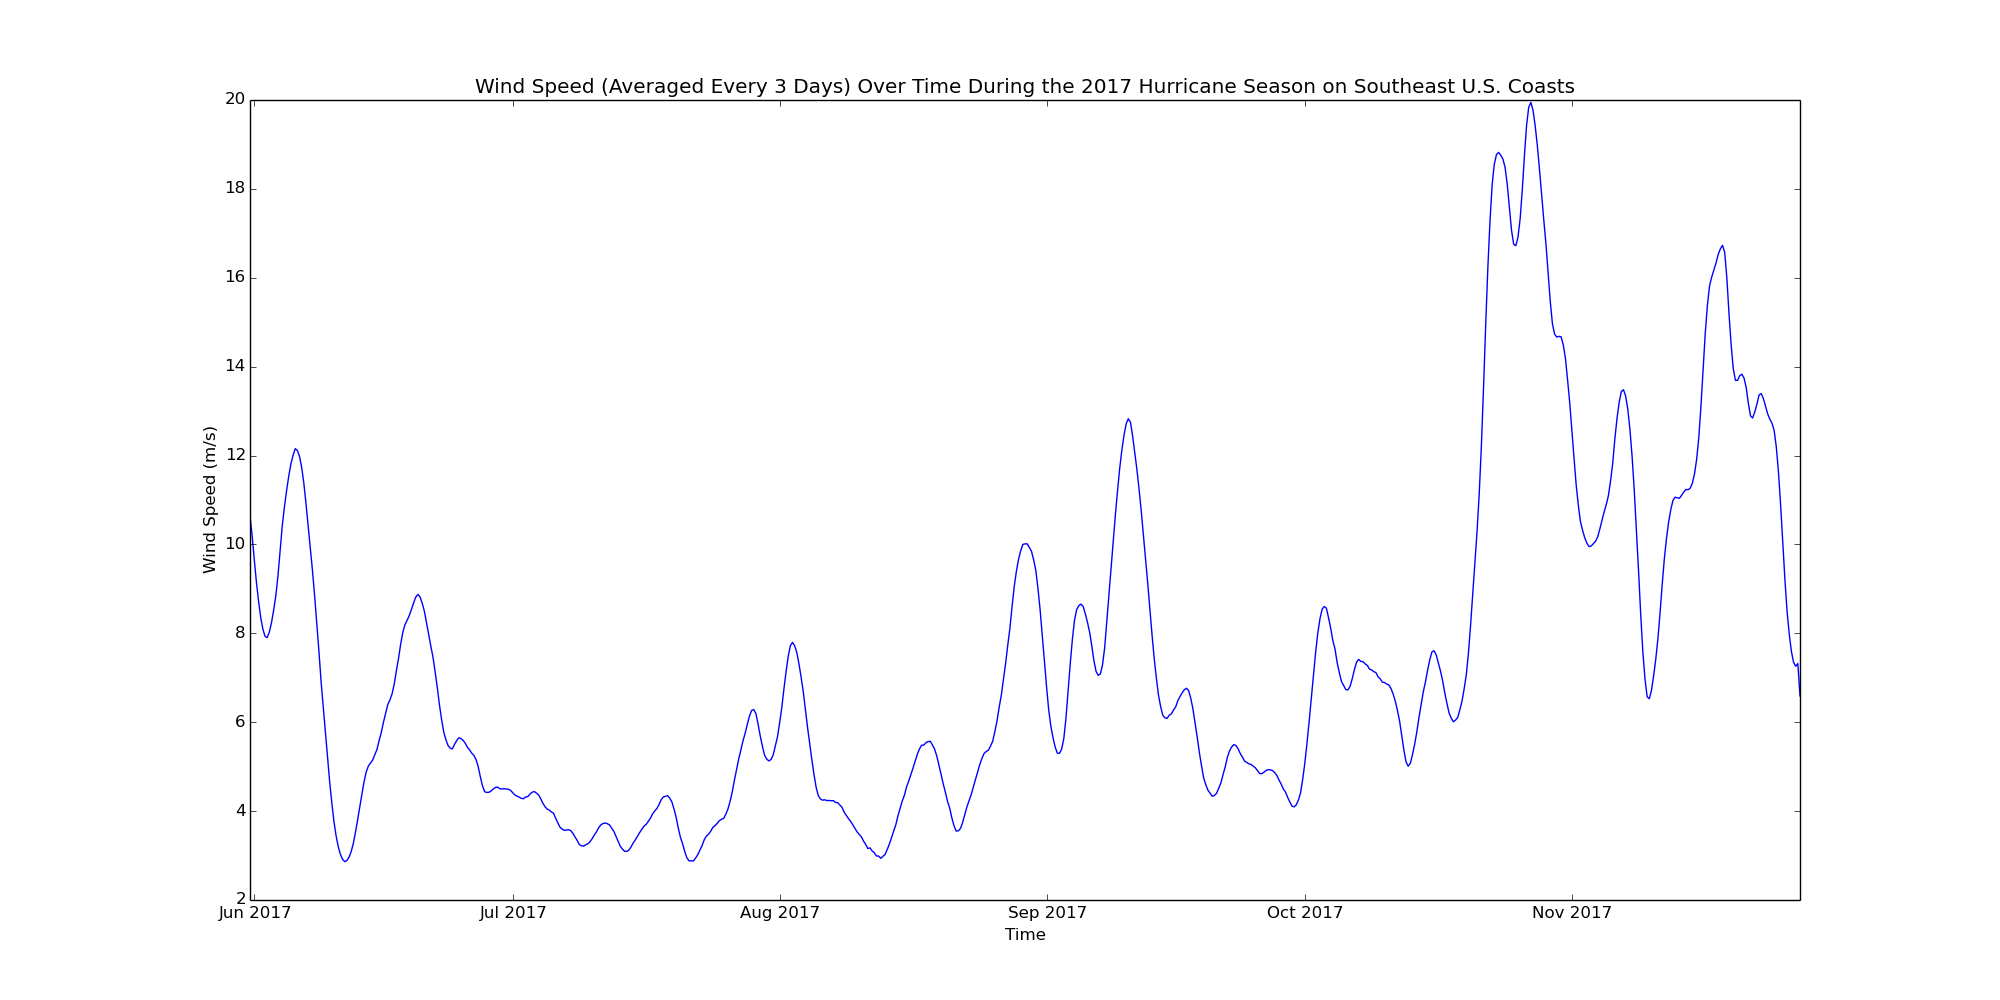 Wind Speed (Averaged Every 3 Days) Over Time During the 2017 Hurricane Season on Southeast U.S. Coasts
20
18
16
14
12
10
8
6
4
2
Wind Speed (m/s)
Jun 2017
Jul 2017
Aug 2017
Sep 2017
Oct 2017
Nov 2017
Time